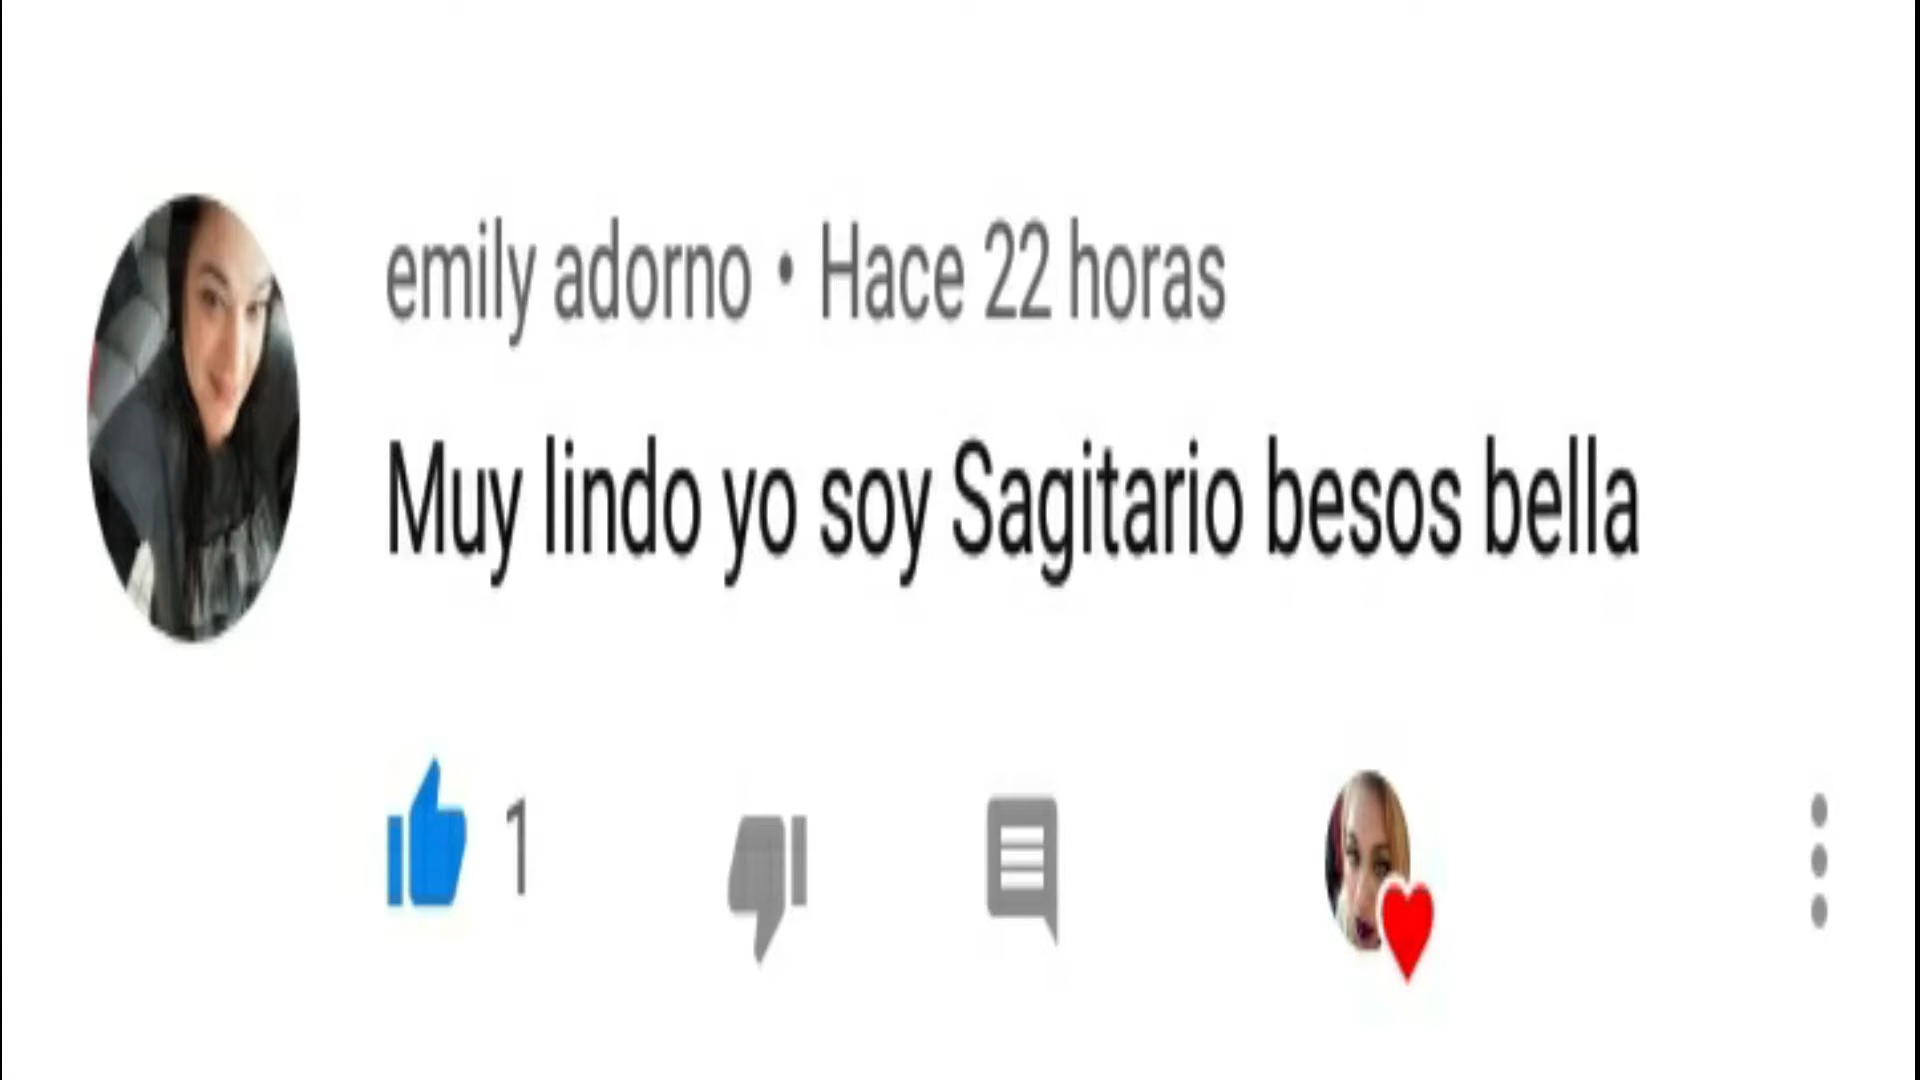 emily adorno • Hace 22 horas
Muy lindo yo soy Sagitario besos bella
1